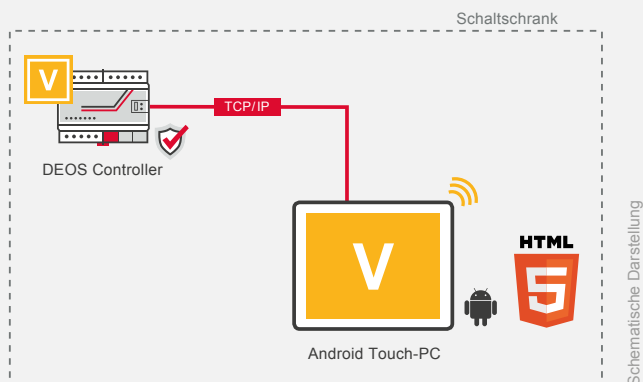 Schaltschrank
V
TCP/IP
DEOS Controller
V
HTML
5
Android Touch-PC
Schematische Darstellung